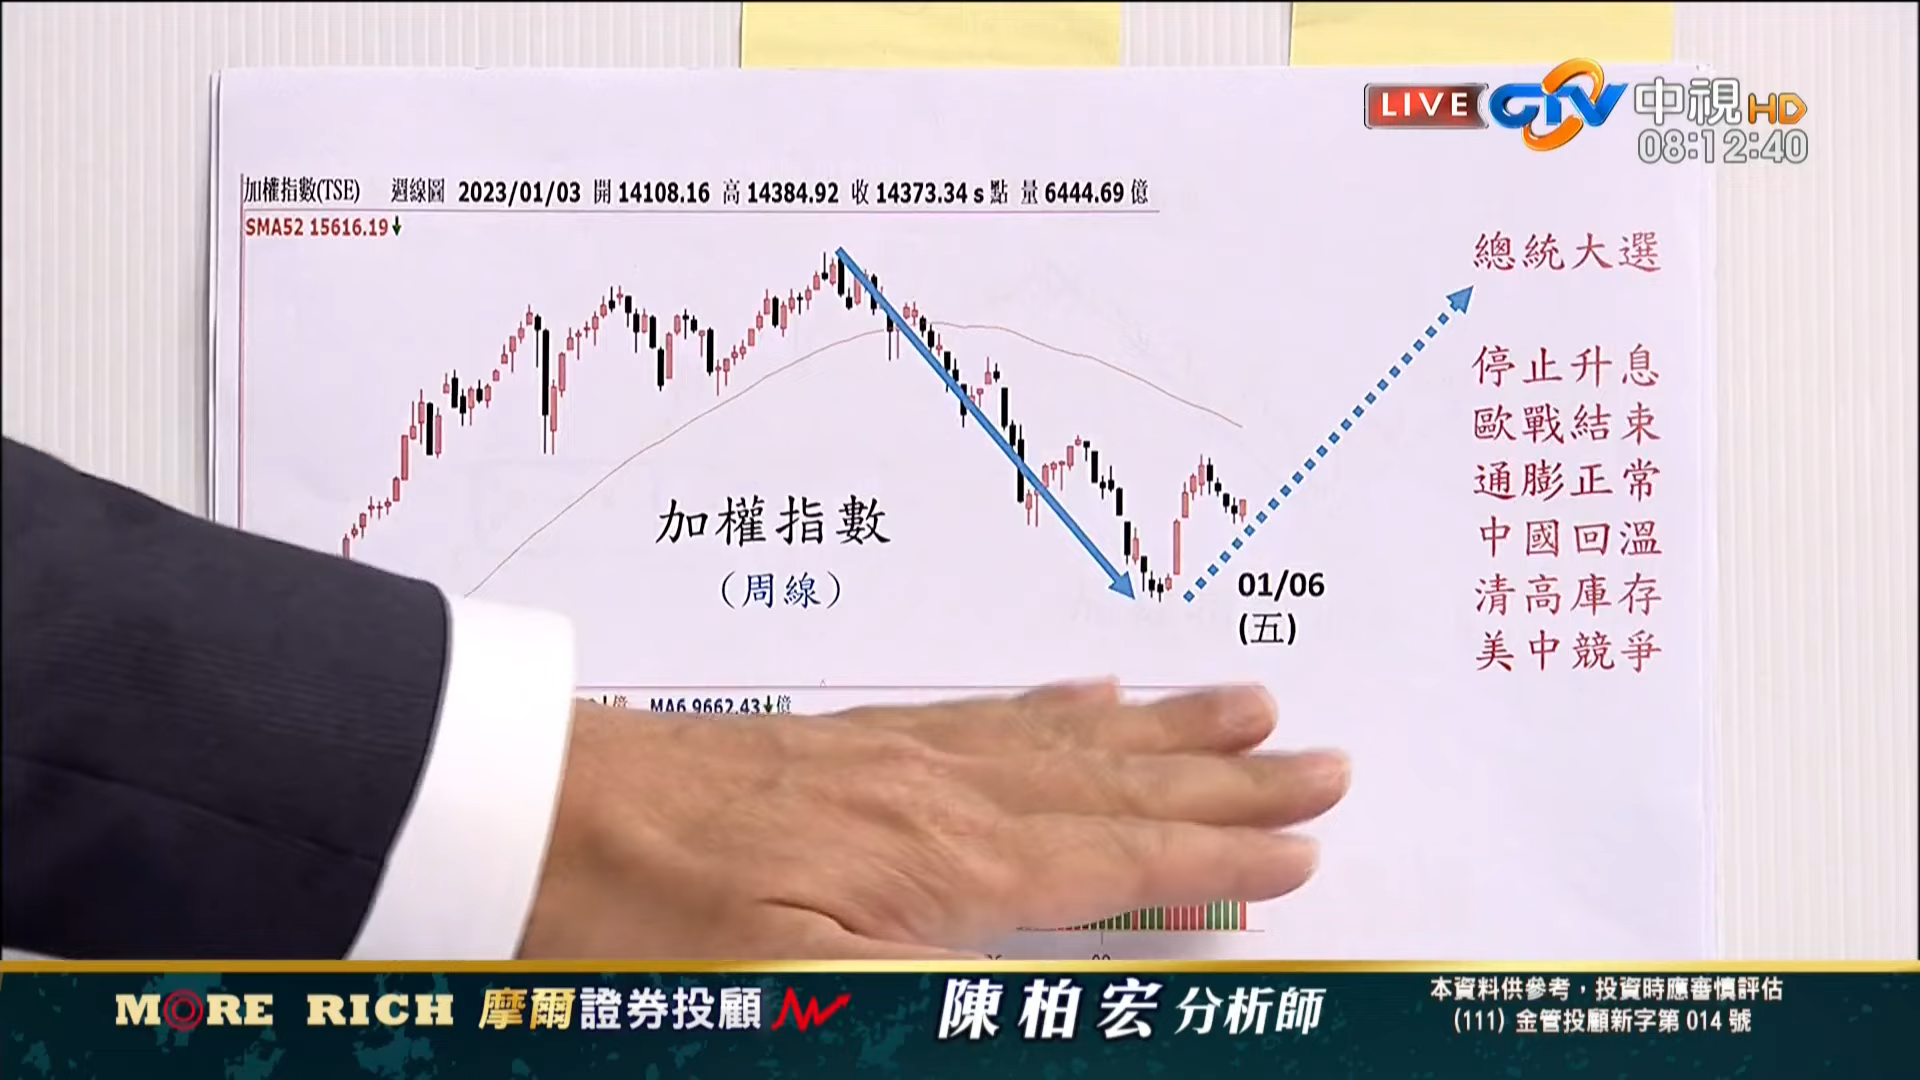 LIVE GTV 中視HD
08:12:40
加權指數(TSE) 週線圖 2023/01/03 開 14108.16 高 14384.92 收 14373.34 s 點 量 6444.69 億
SMA52 15616.19↓
總統大選
停止升息
歐戰結束
通膨正常
中國回溫
清高庫存
美中競爭
加權指數
(周線)
01/06
(五)
億 MA6 9662.43↓億
MORE RICH 摩爾證券投顧 陳柏宏 分析師
本資料供參考，投資時應審慎評估
(111) 金管投顧新字第 014 號